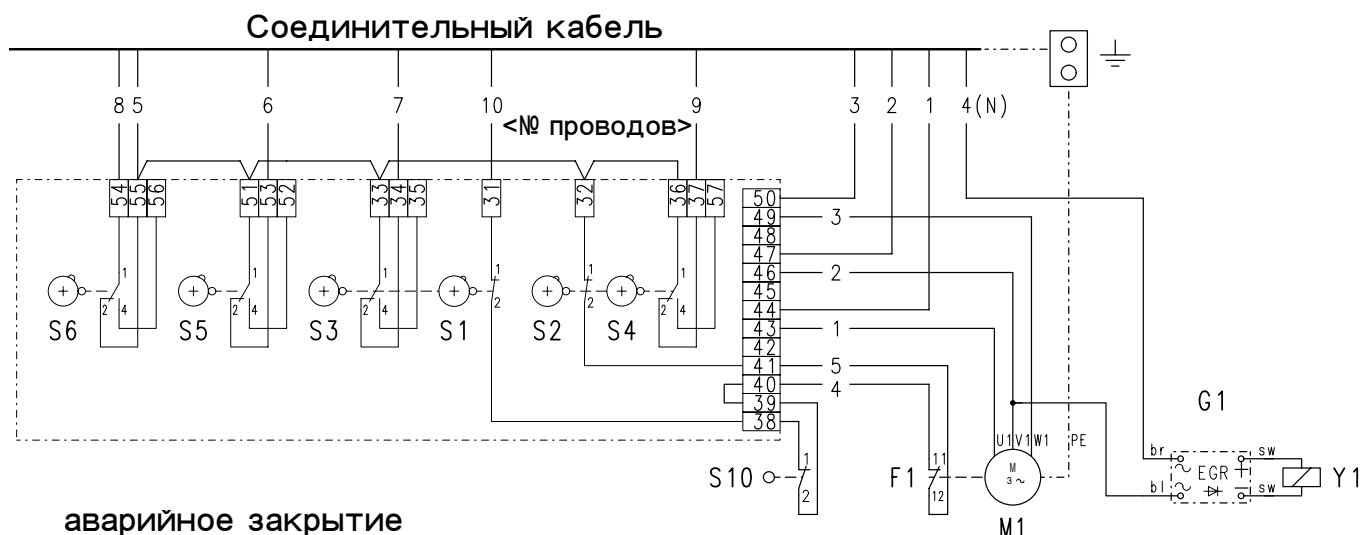 Соединительный кабель
8 5 6 7 10 9 3 2 1 4(N)
<№ проводов>
54 55 56 51 53 52 33 34 35 31 32 36 37 57
50
49 3
48
47
46 2
45
44
43 1
42
41 5
40 4
39
38
1 1 1 1 1 1
2 4 2 4 2 4 2 2 2 4
S6 S5 S3 S1 S2 S4
G1
U1 V1 W1 PE
br EGR sw
bl sw
Y1
S10 1 2
F1 11 12
M 3~
M1
аварийное закрытие